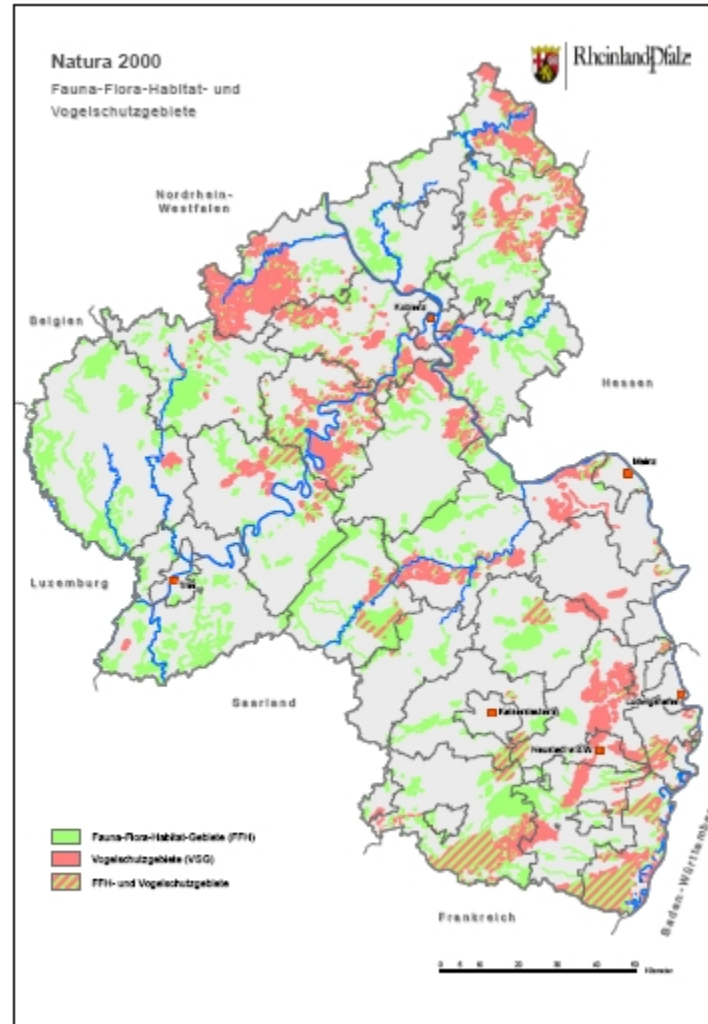 Natura 2000
Fauna-Flora-Habitat- und
Vogelschutzgebiete
RheinlandPfalz
Nordrhein-
Westfalen
Belgien
Koblenz
Hessen
Mainz
Luxemburg
Trier
Saarland
Kaiserslautern
Ludwigshafen
Neustadt a.d.W.
Fauna-Flora-Habitat-Gebiete (FFH)
Vogelschutzgebiete (VSG)
FFH- und Vogelschutzgebiete
Frankreich
Baden-Württemberg
0 5 10 20 30 40 50 Kilometer